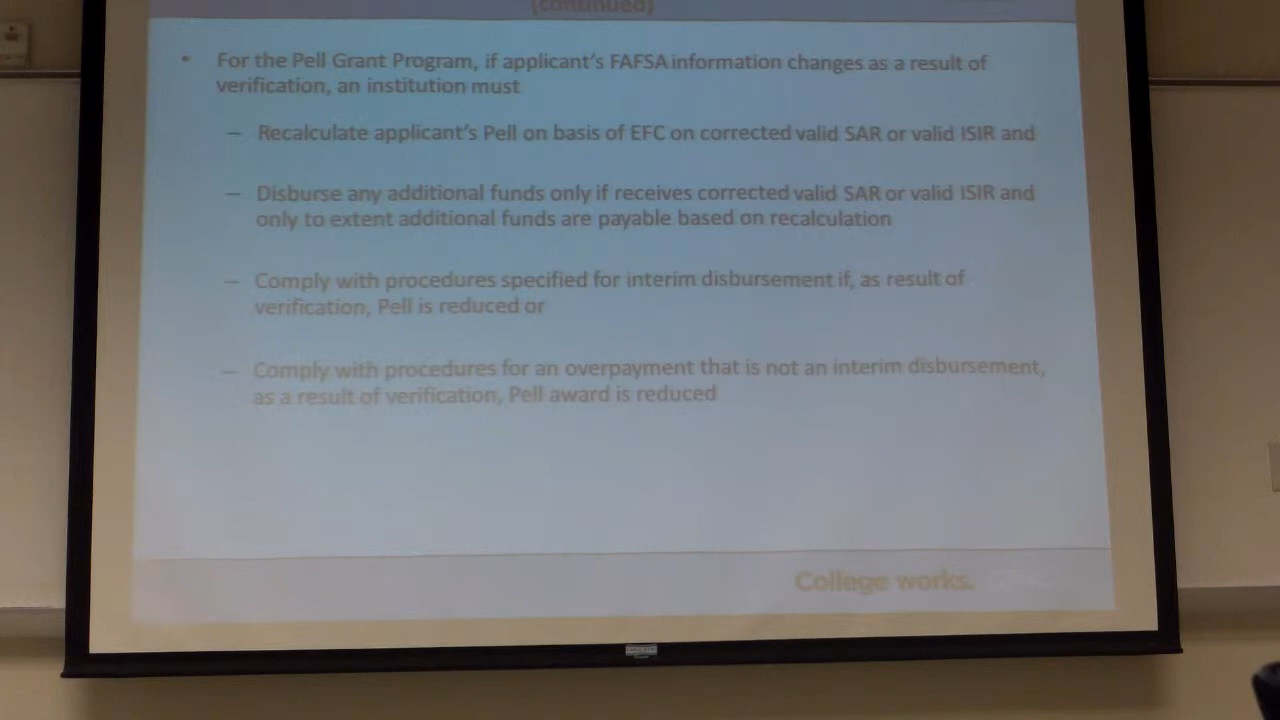 (continued)
• For the Pell Grant Program, if applicant's FAFSA information changes as a result of
verification, an institution must
– Recalculate applicant's Pell on basis of EFC on corrected valid SAR or valid ISIR and
– Disburse any additional funds only if receives corrected valid SAR or valid ISIR and
only to extent additional funds are payable based on recalculation
– Comply with procedures specified for interim disbursement if, as result of
verification, Pell is reduced or
– Comply with procedures for an overpayment that is not an interim disbursement,
as a result of verification, Pell award is reduced
College works.